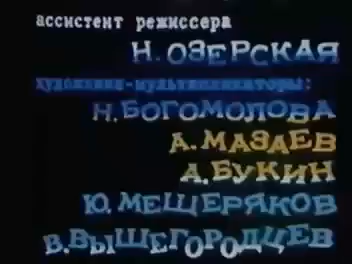 ассистент режиссера
Н. ОЗЕРСКАЯ
художники-мультипликаторы:
Н. БОГОМОЛОВА
А. МАЗАЕВ
А. БУКИН
Ю. МЕЩЕРЯКОВ
В. ВЫШЕГОРОДЦЕВ